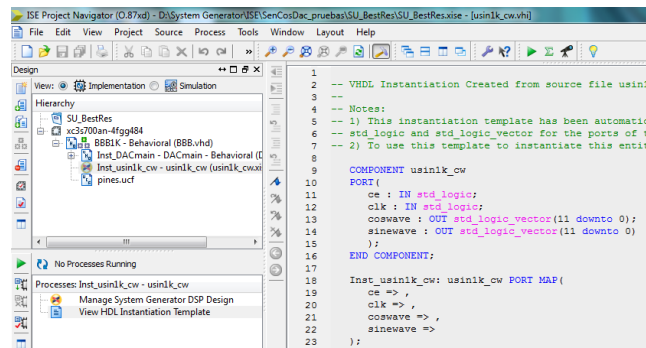 ISE Project Navigator (O.87xd) - D:\System Generator\ISE\SenCosDac_pruebas\SU_BestRes\SU_BestRes.xise - [usin1k_cw.vhi]
File Edit View Project Source Process Tools Window Layout Help
Design
View: Implementation Simulation
Hierarchy
SU_BestRes
xc3s700an-4fgg484
BBB1K - Behavioral (BBB.vhd)
Inst_DACmain - DACmain - Behavioral (D
Inst_usin1k_cw - usin1k_cw (usin1k_cw.xi
pines.ucf
No Processes Running
Processes: Inst_usin1k_cw - usin1k_cw
Manage System Generator DSP Design
View HDL Instantiation Template
1
2 -- VHDL Instantiation Created from source file usin1
3 --
4 -- Notes:
5 -- 1) This instantiation template has been automatic
6 -- std_logic and std_logic_vector for the ports of t
7 -- 2) To use this template to instantiate this entit
8
9 COMPONENT usin1k_cw
10 PORT(
11 ce : IN std_logic;
12 clk : IN std_logic;
13 coswave : OUT std_logic_vector(11 downto 0);
14 sinewave : OUT std_logic_vector(11 downto 0)
15 );
16 END COMPONENT;
17
18 Inst_usin1k_cw: usin1k_cw PORT MAP(
19 ce => ,
20 clk => ,
21 coswave => ,
22 sinewave =>
23 );